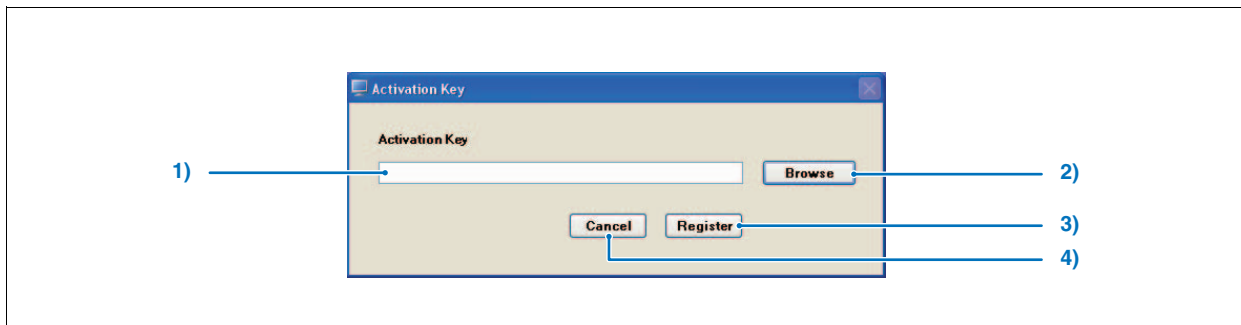 Activation Key
Activation Key
1)
Browse
2)
Cancel
Register
3)
4)